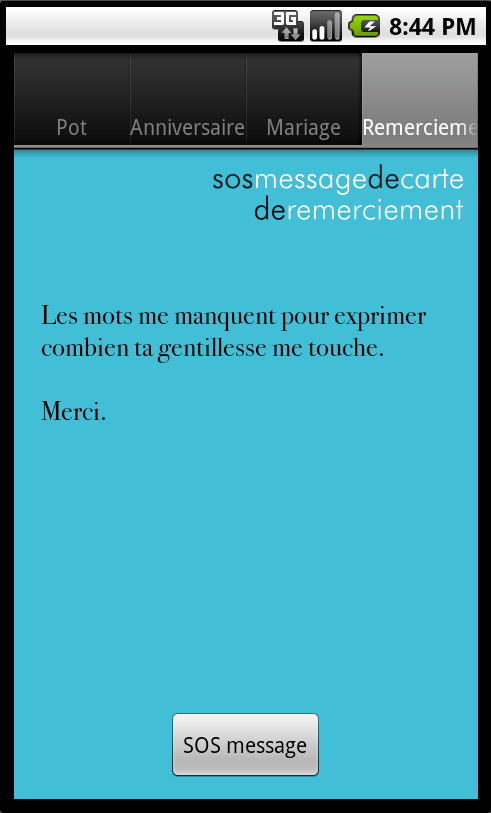 3G 8:44 PM
Pot Anniversaire Mariage Remercieme
sosmessagedecarte
deremerciement
Les mots me manquent pour exprimer
combien ta gentillesse me touche.
Merci.
SOS message